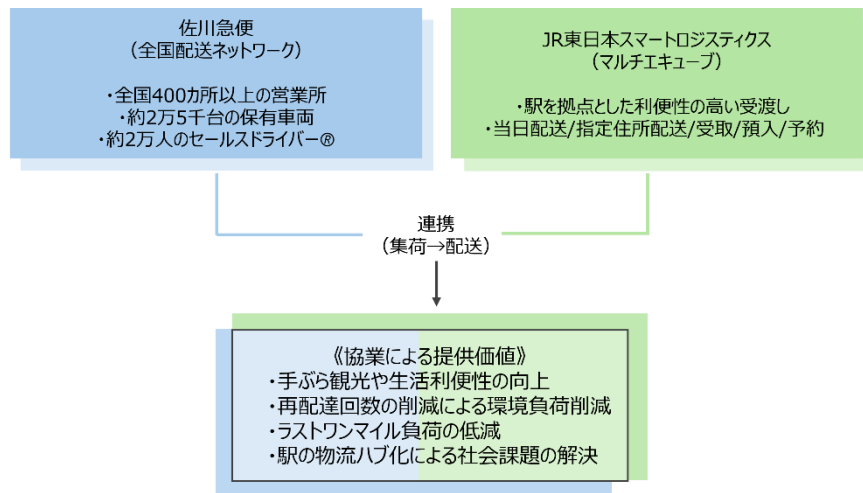 佐川急便
（全国配送ネットワーク）
・全国400カ所以上の営業所
・約2万5千台の保有車両
・約2万人のセールスドライバー®
JR東日本スマートロジスティクス
（マルチエキューブ）
・駅を拠点とした利便性の高い受渡し
・当日配送/指定住所配送/受取/預入/予約
連携
（集荷→配送）
《協業による提供価値》
・手ぶら観光や生活利便性の向上
・再配達回数の削減による環境負荷削減
・ラストワンマイル負荷の低減
・駅の物流ハブ化による社会課題の解決